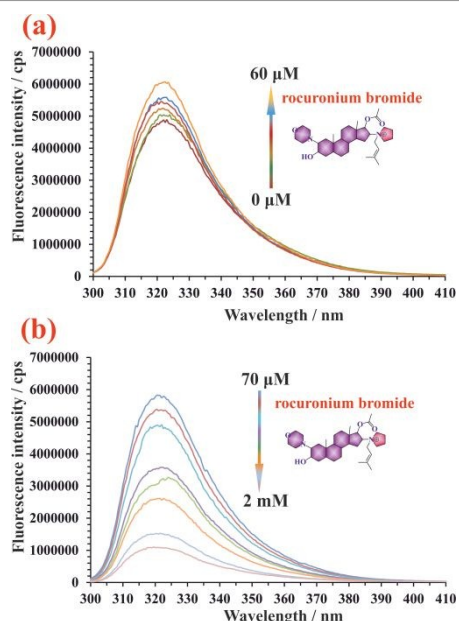 (a)
Fluorescence intensity / cps
7000000
6000000
5000000
4000000
3000000
2000000
1000000
0
300 310 320 330 340 350 360 370 380 390 400 410
Wavelength / nm
60 µM
rocuronium bromide
0 µM
O
N
HO
O
O
N
(b)
Fluorescence intensity / cps
7000000
6000000
5000000
4000000
3000000
2000000
1000000
0
300 310 320 330 340 350 360 370 380 390 400 410
Wavelength / nm
70 µM
rocuronium bromide
2 mM
O
N
HO
O
O
N